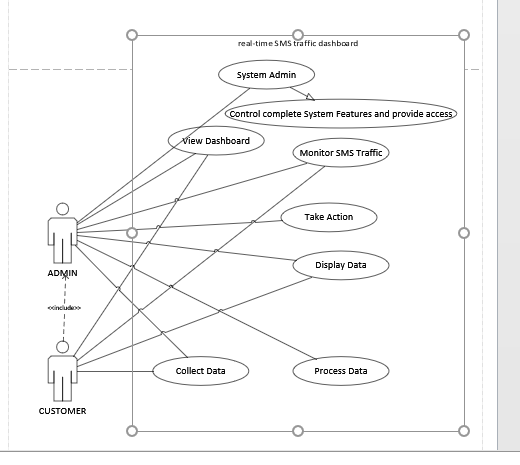 real-time SMS traffic dashboard
System Admin
Control complete System Features and provide access
View Dashboard
Monitor SMS Traffic
Take Action
ADMIN
Display Data
<<include>>
Collect Data
Process Data
CUSTOMER